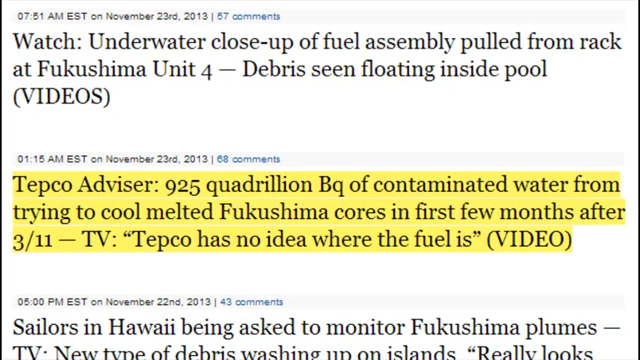 07:51 AM EST on November 23rd, 2013 | 57 comments
Watch: Underwater close-up of fuel assembly pulled from rack
at Fukushima Unit 4 — Debris seen floating inside pool
(VIDEOS)
01:15 AM EST on November 23rd, 2013 | 68 comments
Tepco Adviser: 925 quadrillion Bq of contaminated water from
trying to cool melted Fukushima cores in first few months after
3/11 — TV: “Tepco has no idea where the fuel is” (VIDEO)
05:00 PM EST on November 22nd, 2013 | 43 comments
Sailors in Hawaii being asked to monitor Fukushima plumes —
TV: New type of debris washing up on islands, “Really looks